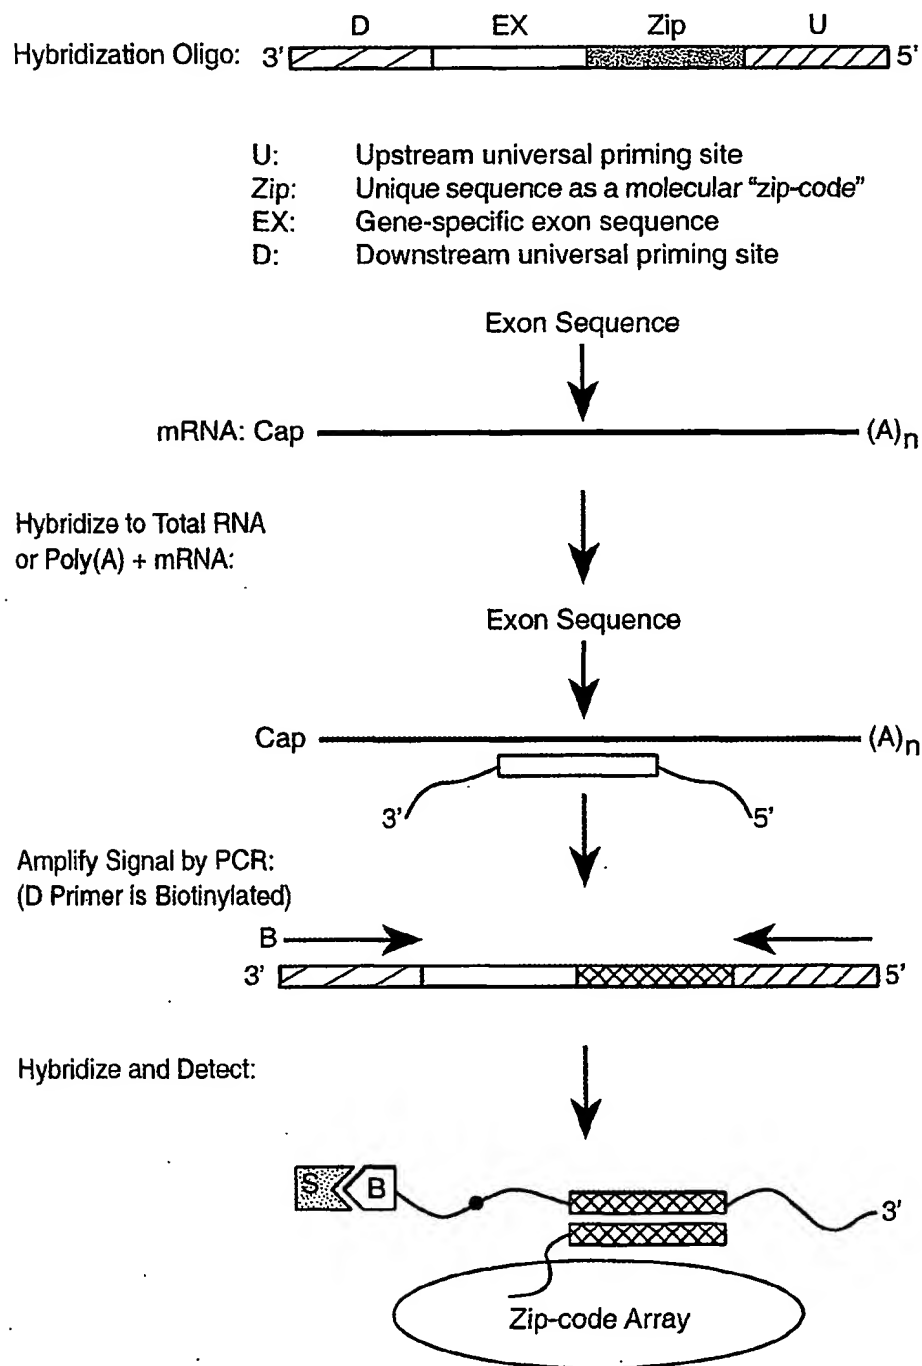 D EX Zip U
Hybridization Oligo: 3' 5'
U: Upstream universal priming site
Zip: Unique sequence as a molecular “zip-code”
EX: Gene-specific exon sequence
D: Downstream universal priming site
Exon Sequence
mRNA: Cap (A)n
Hybridize to Total RNA
or Poly(A) + mRNA:
Exon Sequence
Cap (A)n
3' 5'
Amplify Signal by PCR:
(D Primer is Biotinylated)
B
3' 5'
Hybridize and Detect:
S B 3'
Zip-code Array